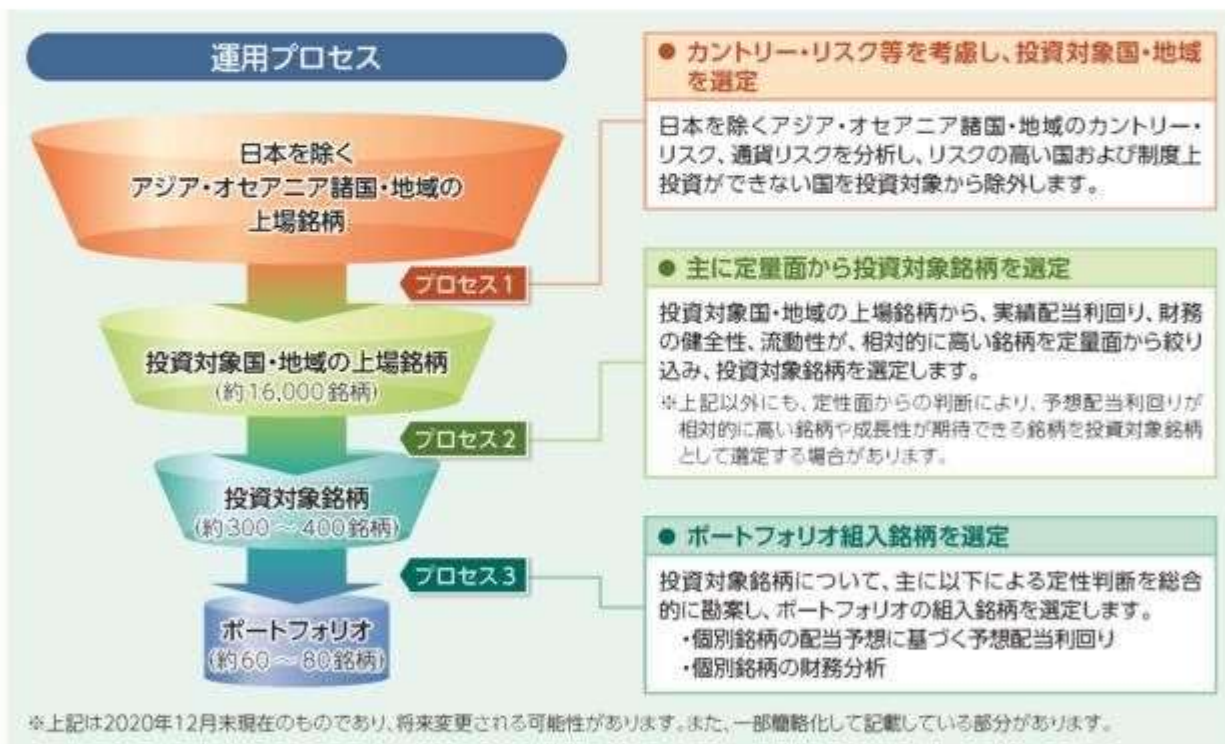 運用プロセス
日本を除く
アジア・オセアニア諸国・地域の
上場銘柄
プロセス1
投資対象国・地域の上場銘柄
(約16,000銘柄)
プロセス2
投資対象銘柄
(約300～400銘柄)
プロセス3
ポートフォリオ
(約60～80銘柄)
● カントリー・リスク等を考慮し、投資対象国・地域
を選定
日本を除くアジア・オセアニア諸国・地域のカントリー・
リスク、通貨リスクを分析し、リスクの高い国および制度上
投資ができない国を投資対象から除外します。
● 主に定量面から投資対象銘柄を選定
投資対象国・地域の上場銘柄から、実績配当利回り、財務
の健全性、流動性が、相対的に高い銘柄を定量面から絞り
込み、投資対象銘柄を選定します。
※上記以外にも、定性面からの判断により、予想配当利回りが
相対的に高い銘柄や成長性が期待できる銘柄を投資対象銘柄
として選定する場合があります。
● ポートフォリオ組入銘柄を選定
投資対象銘柄について、主に以下による定性判断を総合
的に勘案し、ポートフォリオの組入銘柄を選定します。
・個別銘柄の配当予想に基づく予想配当利回り
・個別銘柄の財務分析
※上記は2020年12月末現在のものであり、将来変更される可能性があります。また、一部簡略化して記載している部分があります。